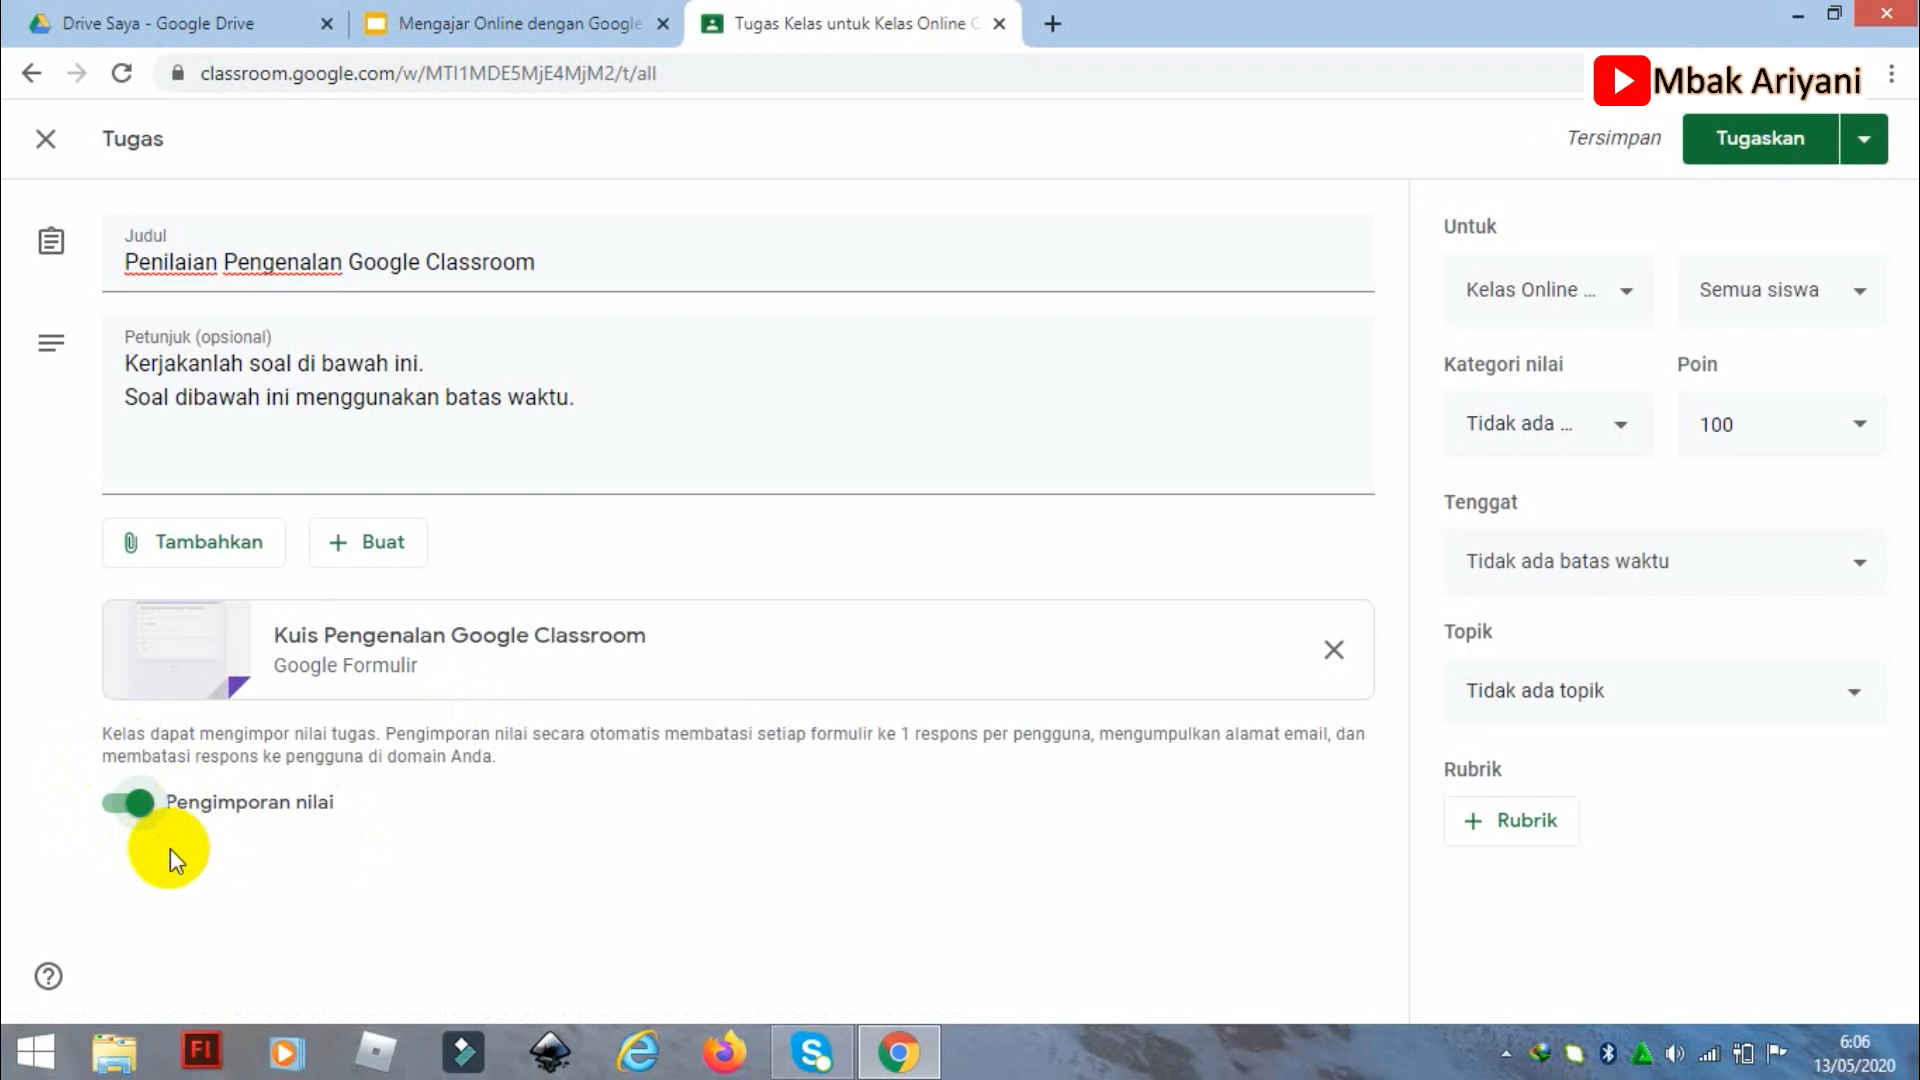 Drive Saya - Google Drive
Mengajar Online dengan Google
Tugas Kelas untuk Kelas Online G
classroom.google.com/w/MTI1MDE5MjE4MjM2/t/all
Mbak Ariyani
Tugas
Tersimpan
Tugaskan
Judul
Penilaian Pengenalan Google Classroom
Petunjuk (opsional)
Kerjakanlah soal di bawah ini.
Soal dibawah ini menggunakan batas waktu.
Tambahkan
Buat
Kuis Pengenalan Google Classroom
Google Formulir
Kelas dapat mengimpor nilai tugas. Pengimporan nilai secara otomatis membatasi setiap formulir ke 1 respons per pengguna, mengumpulkan alamat email, dan
membatasi respons ke pengguna di domain Anda.
Pengimporan nilai
Untuk
Kelas Online ...
Semua siswa
Kategori nilai
Poin
Tidak ada ...
100
Tenggat
Tidak ada batas waktu
Topik
Tidak ada topik
Rubrik
Rubrik
Fl
6:06
13/05/2020